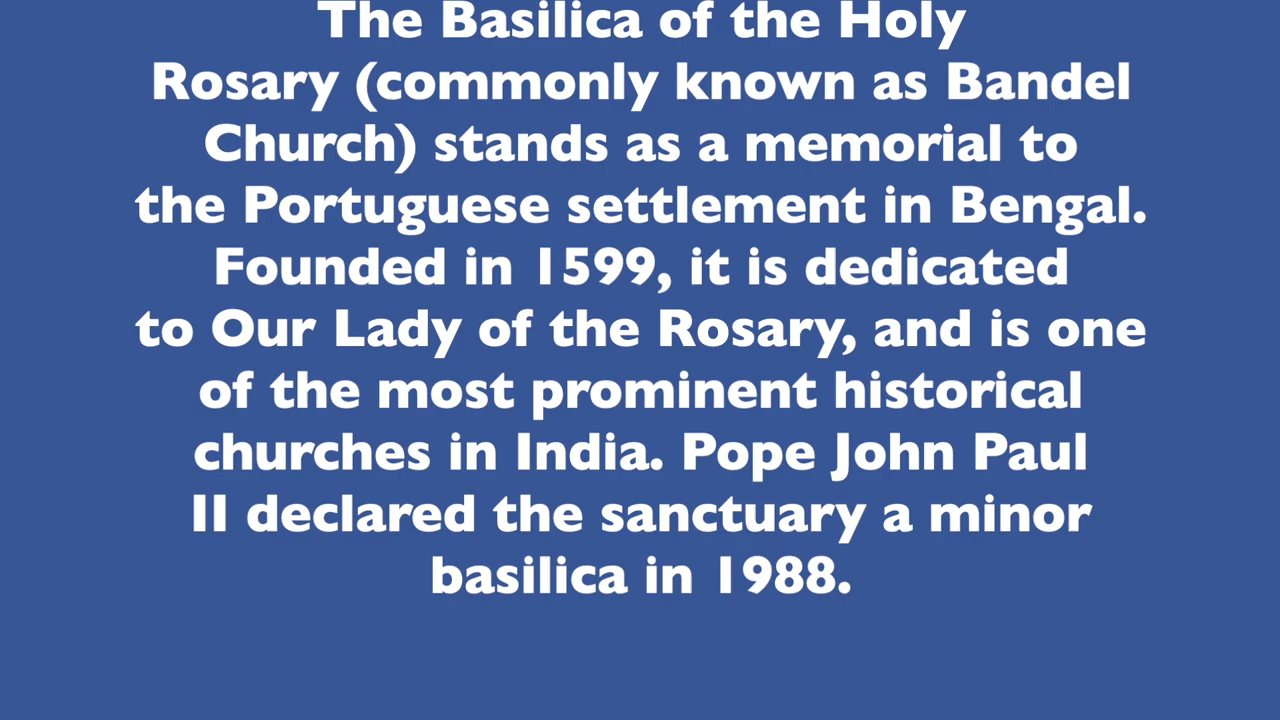 The Basilica of the Holy
Rosary (commonly known as Bandel
Church) stands as a memorial to
the Portuguese settlement in Bengal.
Founded in 1599, it is dedicated
to Our Lady of the Rosary, and is one
of the most prominent historical
churches in India. Pope John Paul
II declared the sanctuary a minor
basilica in 1988.